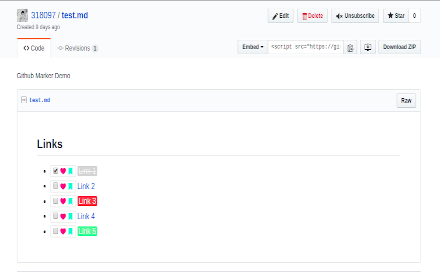 318097 / test.md
Edit
Delete
Unsubscribe
Star 0
Created 9 days ago
Code
Revisions 1
Embed
<script src="https://gi
Download ZIP
Github Marker Demo
test.md
Raw
Links
Link 1
Link 2
Link 3
Link 4
Link 5